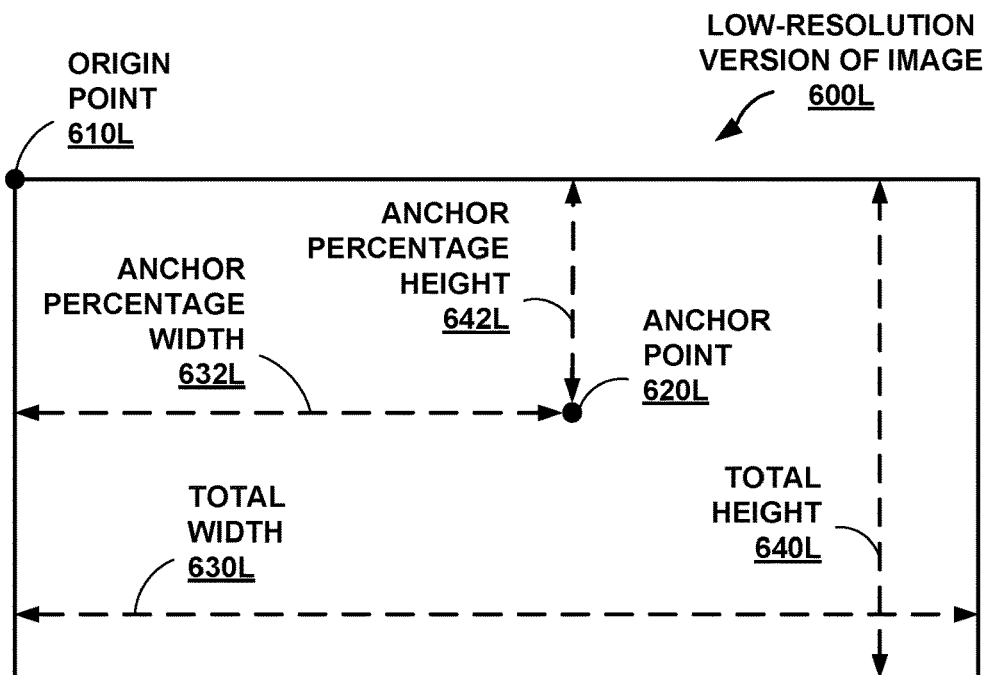 LOW-RESOLUTION
VERSION OF IMAGE
600L
ORIGIN
POINT
610L
ANCHOR
PERCENTAGE
HEIGHT
642L
ANCHOR
PERCENTAGE
WIDTH
632L
ANCHOR
POINT
620L
TOTAL
WIDTH
630L
TOTAL
HEIGHT
640L